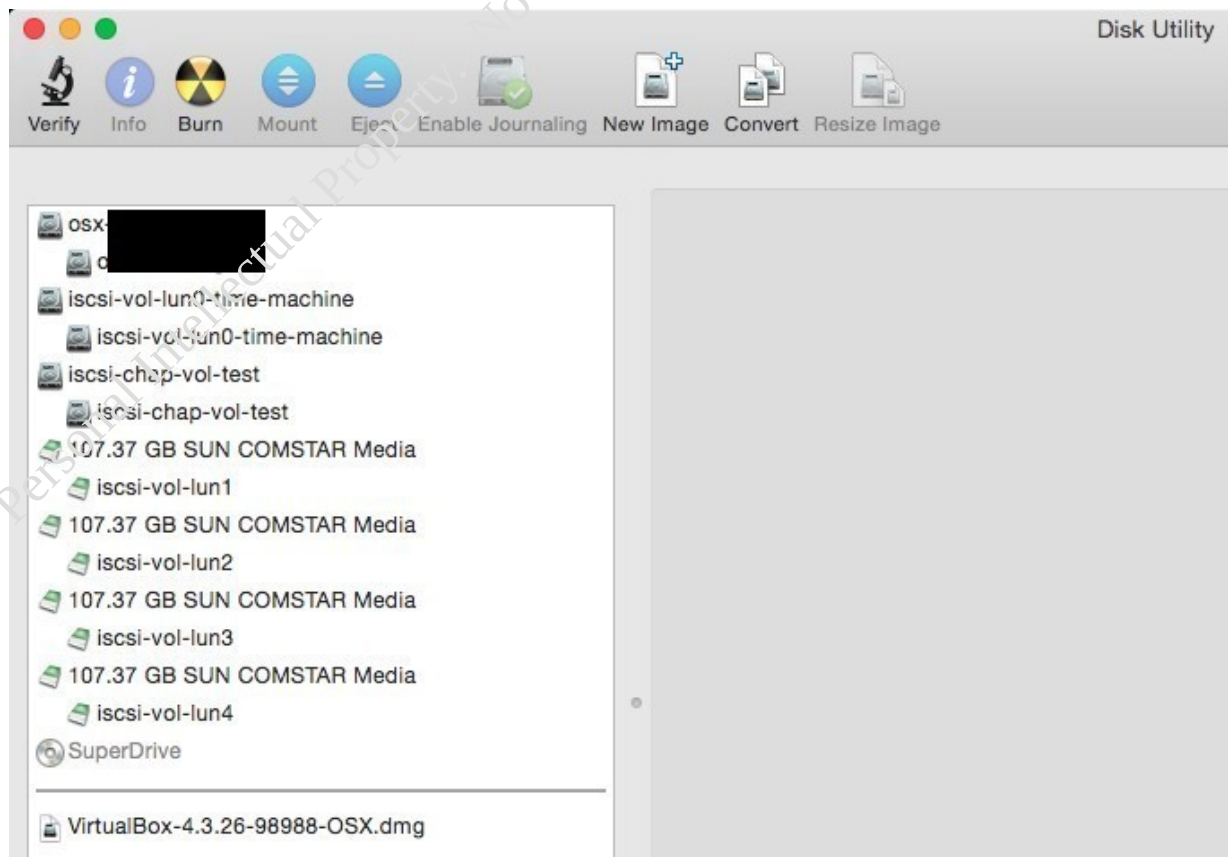 Disk Utility
Verify Info Burn Mount Eject Enable Journaling New Image Convert Resize Image
osx-
iscsi-vol-lun0-time-machine
iscsi-vol-lun0-time-machine
iscsi-chap-vol-test
iscsi-chap-vol-test
107.37 GB SUN COMSTAR Media
iscsi-vol-lun1
107.37 GB SUN COMSTAR Media
iscsi-vol-lun2
107.37 GB SUN COMSTAR Media
iscsi-vol-lun3
107.37 GB SUN COMSTAR Media
iscsi-vol-lun4
SuperDrive
VirtualBox-4.3.26-98988-OSX.dmg
Personal Intellectual Property.